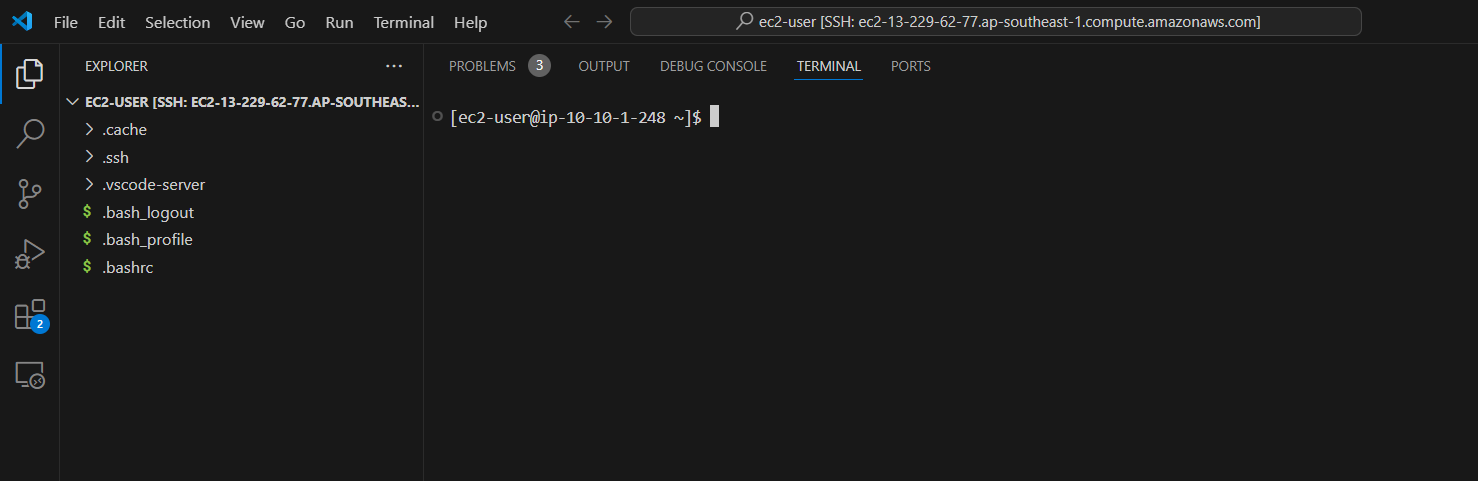 File Edit Selection View Go Run Terminal Help
ec2-user [SSH: ec2-13-229-62-77.ap-southeast-1.compute.amazonaws.com]
EXPLORER ···
EC2-USER [SSH: EC2-13-229-62-77.AP-SOUTHEAS...
.cache
.ssh
.vscode-server
$ .bash_logout
$ .bash_profile
$ .bashrc
2
PROBLEMS 3 OUTPUT DEBUG CONSOLE TERMINAL PORTS
[ec2-user@ip-10-10-1-248 ~]$